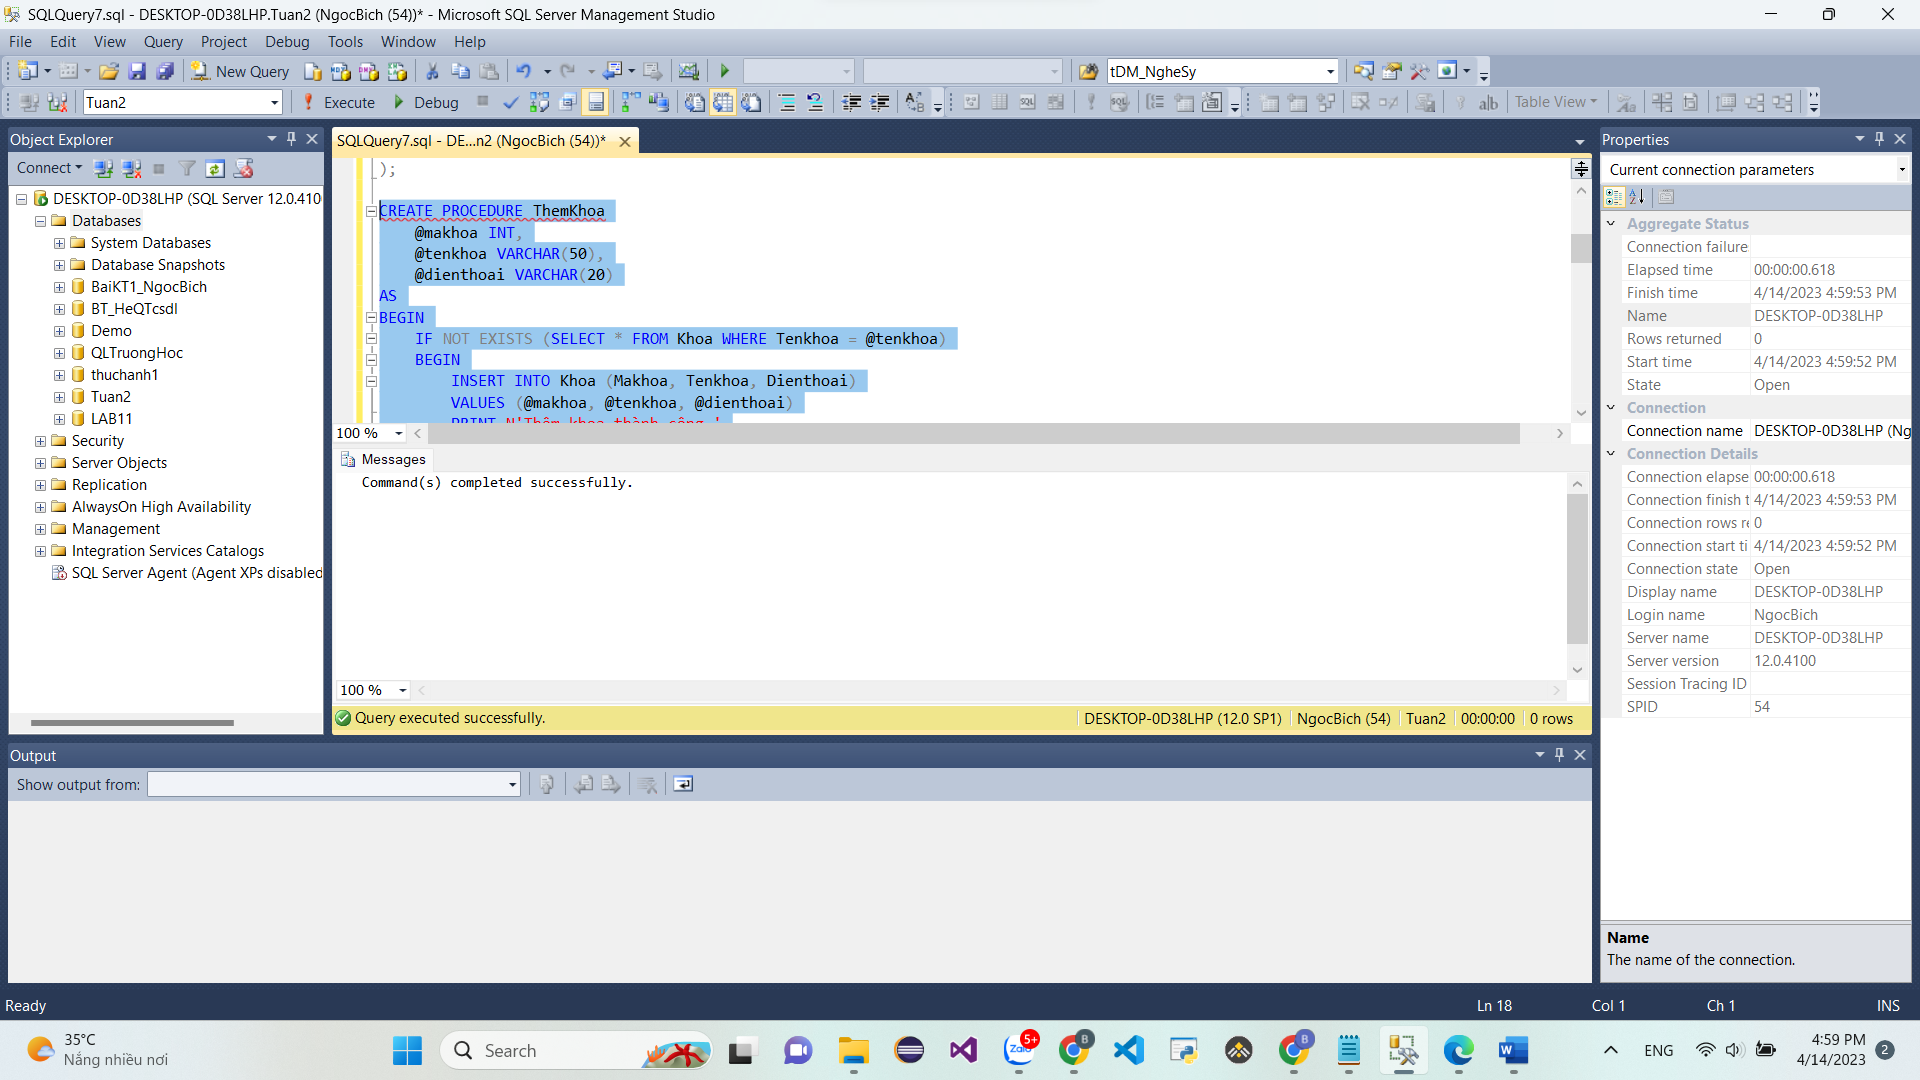 SQLQuery7.sql - DESKTOP-0D38LHP.Tuan2 (NgocBich (54))* - Microsoft SQL Server Management Studio
File Edit View Query Project Debug Tools Window Help
New Query tDM_NgheSy
Tuan2 Execute Debug Table View
Object Explorer
Connect
DESKTOP-0D38LHP (SQL Server 12.0.410
Databases
System Databases
Database Snapshots
BaiKT1_NgocBich
BT_HeQTcsdl
Demo
QLTruongHoc
thuchanh1
Tuan2
LAB11
Security
Server Objects
Replication
AlwaysOn High Availability
Management
Integration Services Catalogs
SQL Server Agent (Agent XPs disabled
SQLQuery7.sql - DE...n2 (NgocBich (54))*
);
CREATE PROCEDURE ThemKhoa
@makhoa INT,
@tenkhoa VARCHAR(50),
@dienthoai VARCHAR(20)
AS
BEGIN
IF NOT EXISTS (SELECT * FROM Khoa WHERE Tenkhoa = @tenkhoa)
BEGIN
INSERT INTO Khoa (Makhoa, Tenkhoa, Dienthoai)
VALUES (@makhoa, @tenkhoa, @dienthoai)
PRINT N'Thêm khoa thành công.'
100 %
Messages
Command(s) completed successfully.
100 %
Query executed successfully. DESKTOP-0D38LHP (12.0 SP1) NgocBich (54) Tuan2 00:00:00 0 rows
Properties
Current connection parameters
Aggregate Status
Connection failure
Elapsed time 00:00:00.618
Finish time 4/14/2023 4:59:53 PM
Name DESKTOP-0D38LHP
Rows returned 0
Start time 4/14/2023 4:59:52 PM
State Open
Connection
Connection name DESKTOP-0D38LHP (Ng
Connection Details
Connection elapse 00:00:00.618
Connection finish t 4/14/2023 4:59:53 PM
Connection rows re 0
Connection start ti 4/14/2023 4:59:52 PM
Connection state Open
Display name DESKTOP-0D38LHP
Login name NgocBich
Server name DESKTOP-0D38LHP
Server version 12.0.4100
Session Tracing ID
SPID 54
Name
The name of the connection.
Output
Show output from:
Ready Ln 18 Col 1 Ch 1 INS
35°C
Nắng nhiều nơi
Search
Zalo 5+
ENG
4:59 PM
4/14/2023
2